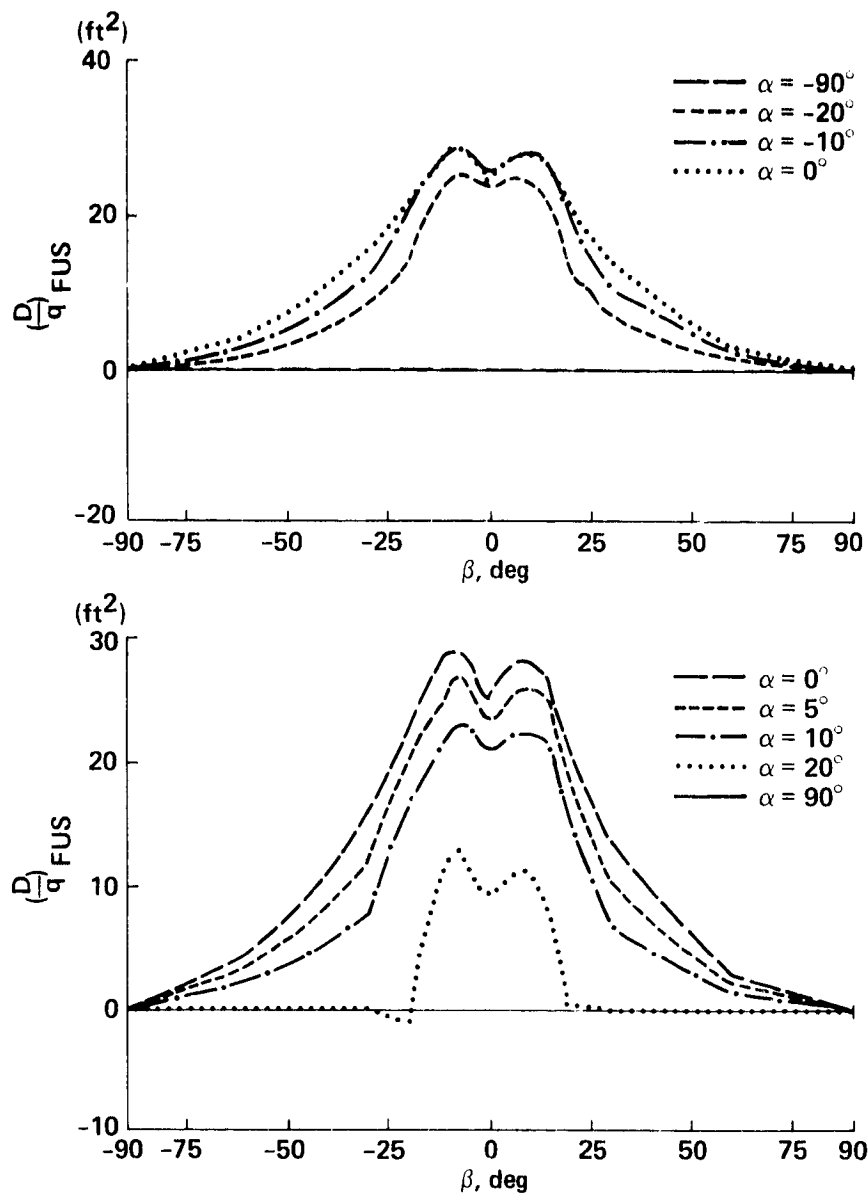 (ft²)
40
20
0
-20
(D/q) FUS
α = -90°
α = -20°
α = -10°
α = 0°
-90 -75 -50 -25 0 25 50 75 90
β, deg
(ft²)
30
20
10
0
-10
(D/q) FUS
α = 0°
α = 5°
α = 10°
α = 20°
α = 90°
-90 -75 -50 -25 0 25 50 75 90
β, deg